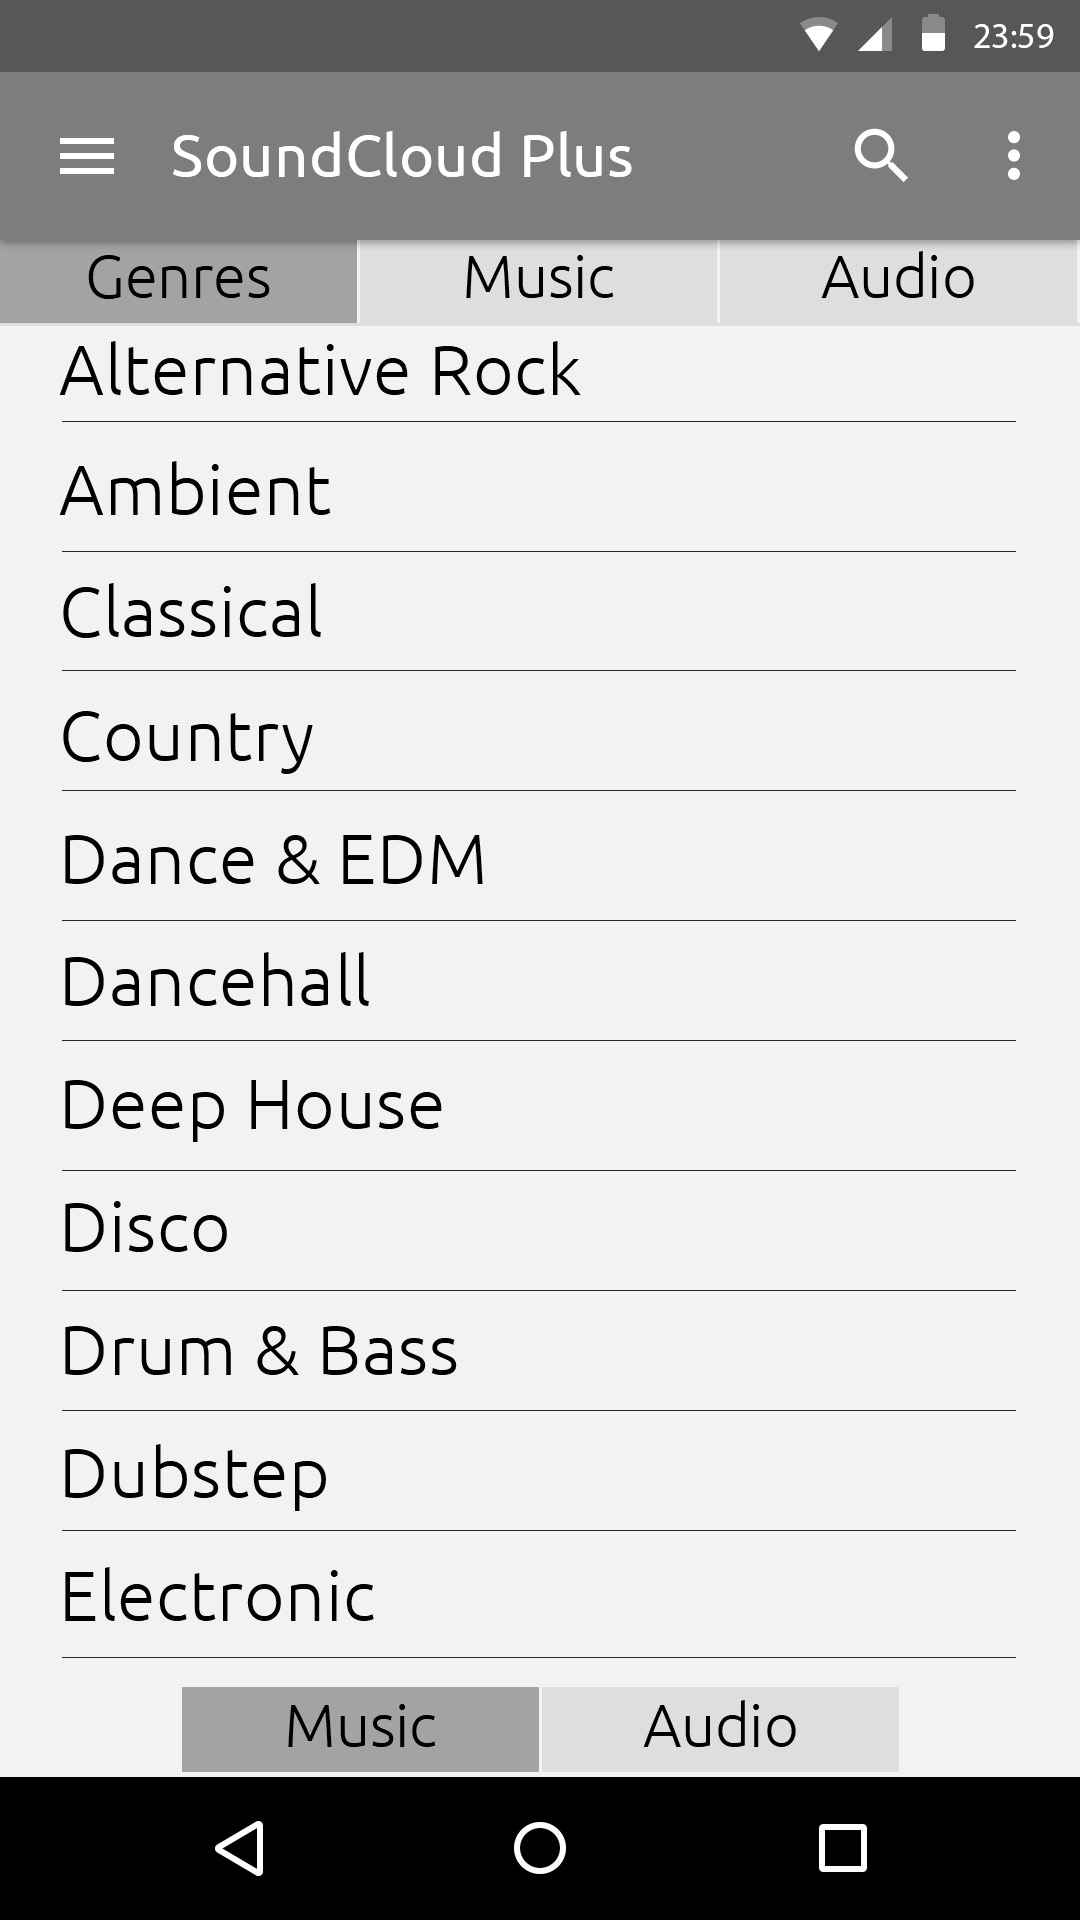 23:59
SoundCloud Plus
Genres Music Audio
Alternative Rock
Ambient
Classical
Country
Dance & EDM
Dancehall
Deep House
Disco
Drum & Bass
Dubstep
Electronic
Music Audio